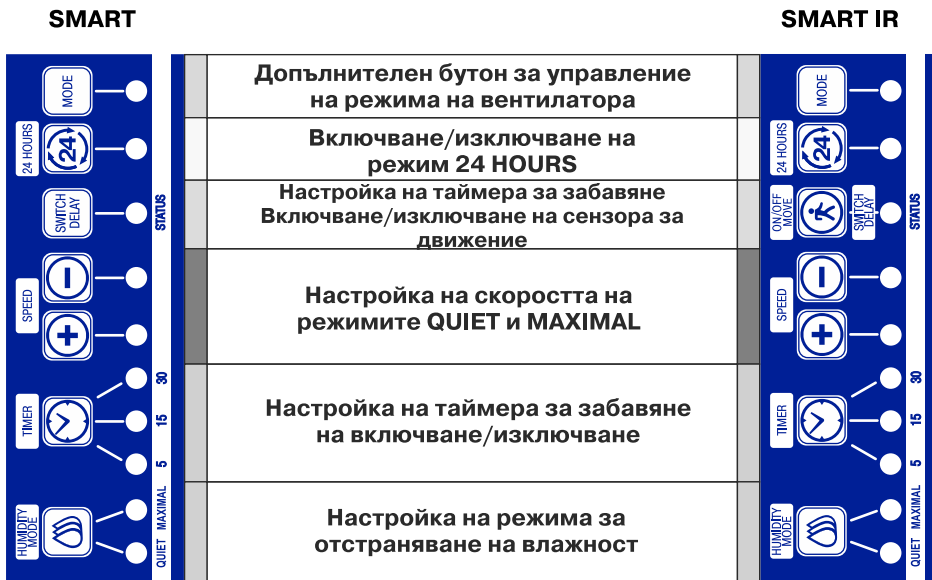 SMART
SMART IR
MODE
Допълнителен бутон за управление
на режима на вентилатора
MODE
24 HOURS
24
Включване/изключване на
режим 24 HOURS
24 HOURS
24
SWITCH
DELAY
STATUS
Настройка на таймера за забавяне
Включване/изключване на сензора за
движение
ON/OFF
MOVE
SWITCH
DELAY
STATUS
SPEED
Настройка на скоростта на
режимите QUIET и MAXIMAL
SPEED
TIMER
30
15
5
Настройка на таймера за забавяне
на включване/изключване
TIMER
30
15
5
HUMIDITY
MODE
QUIET MAXIMAL
Настройка на режима за
отстраняване на влажност
HUMIDITY
MODE
QUIET MAXIMAL